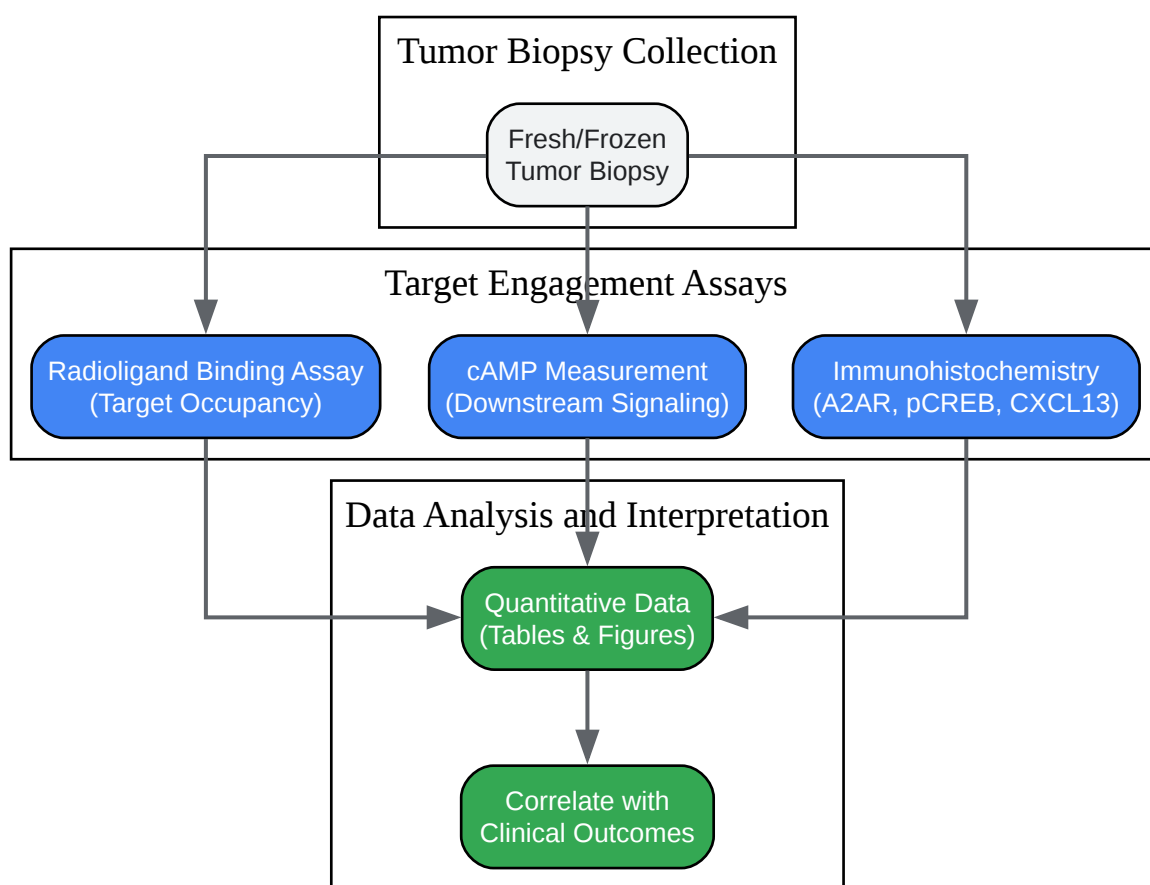 Tumor Biopsy Collection
Fresh/Frozen
Tumor Biopsy
Target Engagement Assays
Radioligand Binding Assay
(Target Occupancy)
cAMP Measurement
(Downstream Signaling)
Immunohistochemistry
(A2AR, pCREB, CXCL13)
Data Analysis and Interpretation
Quantitative Data
(Tables & Figures)
Correlate with
Clinical Outcomes